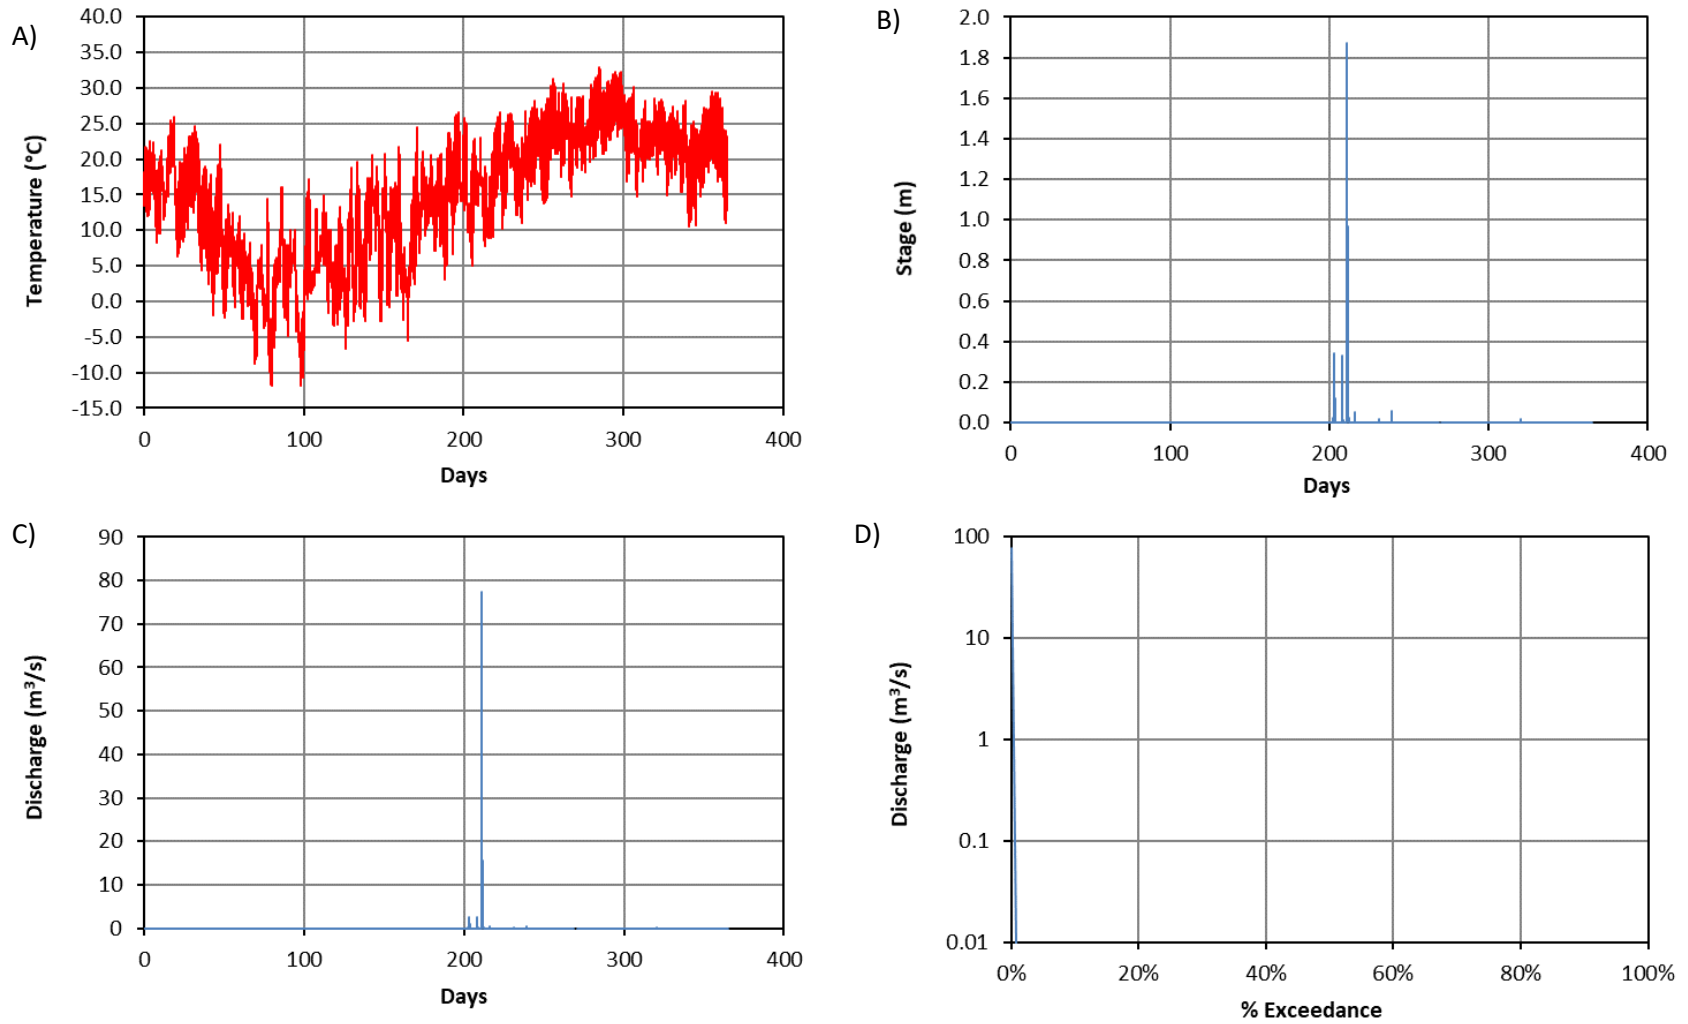 A)
40.0
35.0
30.0
25.0
20.0
15.0
10.0
5.0
0.0
-5.0
-10.0
-15.0
Temperature (°C)
0 100 200 300 400
Days
B)
2.0
1.8
1.6
1.4
1.2
1.0
0.8
0.6
0.4
0.2
0.0
Stage (m)
0 100 200 300 400
Days
C)
90
80
70
60
50
40
30
20
10
0
Discharge (m³/s)
0 100 200 300 400
Days
D)
100
10
1
0.1
0.01
Discharge (m³/s)
0% 20% 40% 60% 80% 100%
% Exceedance